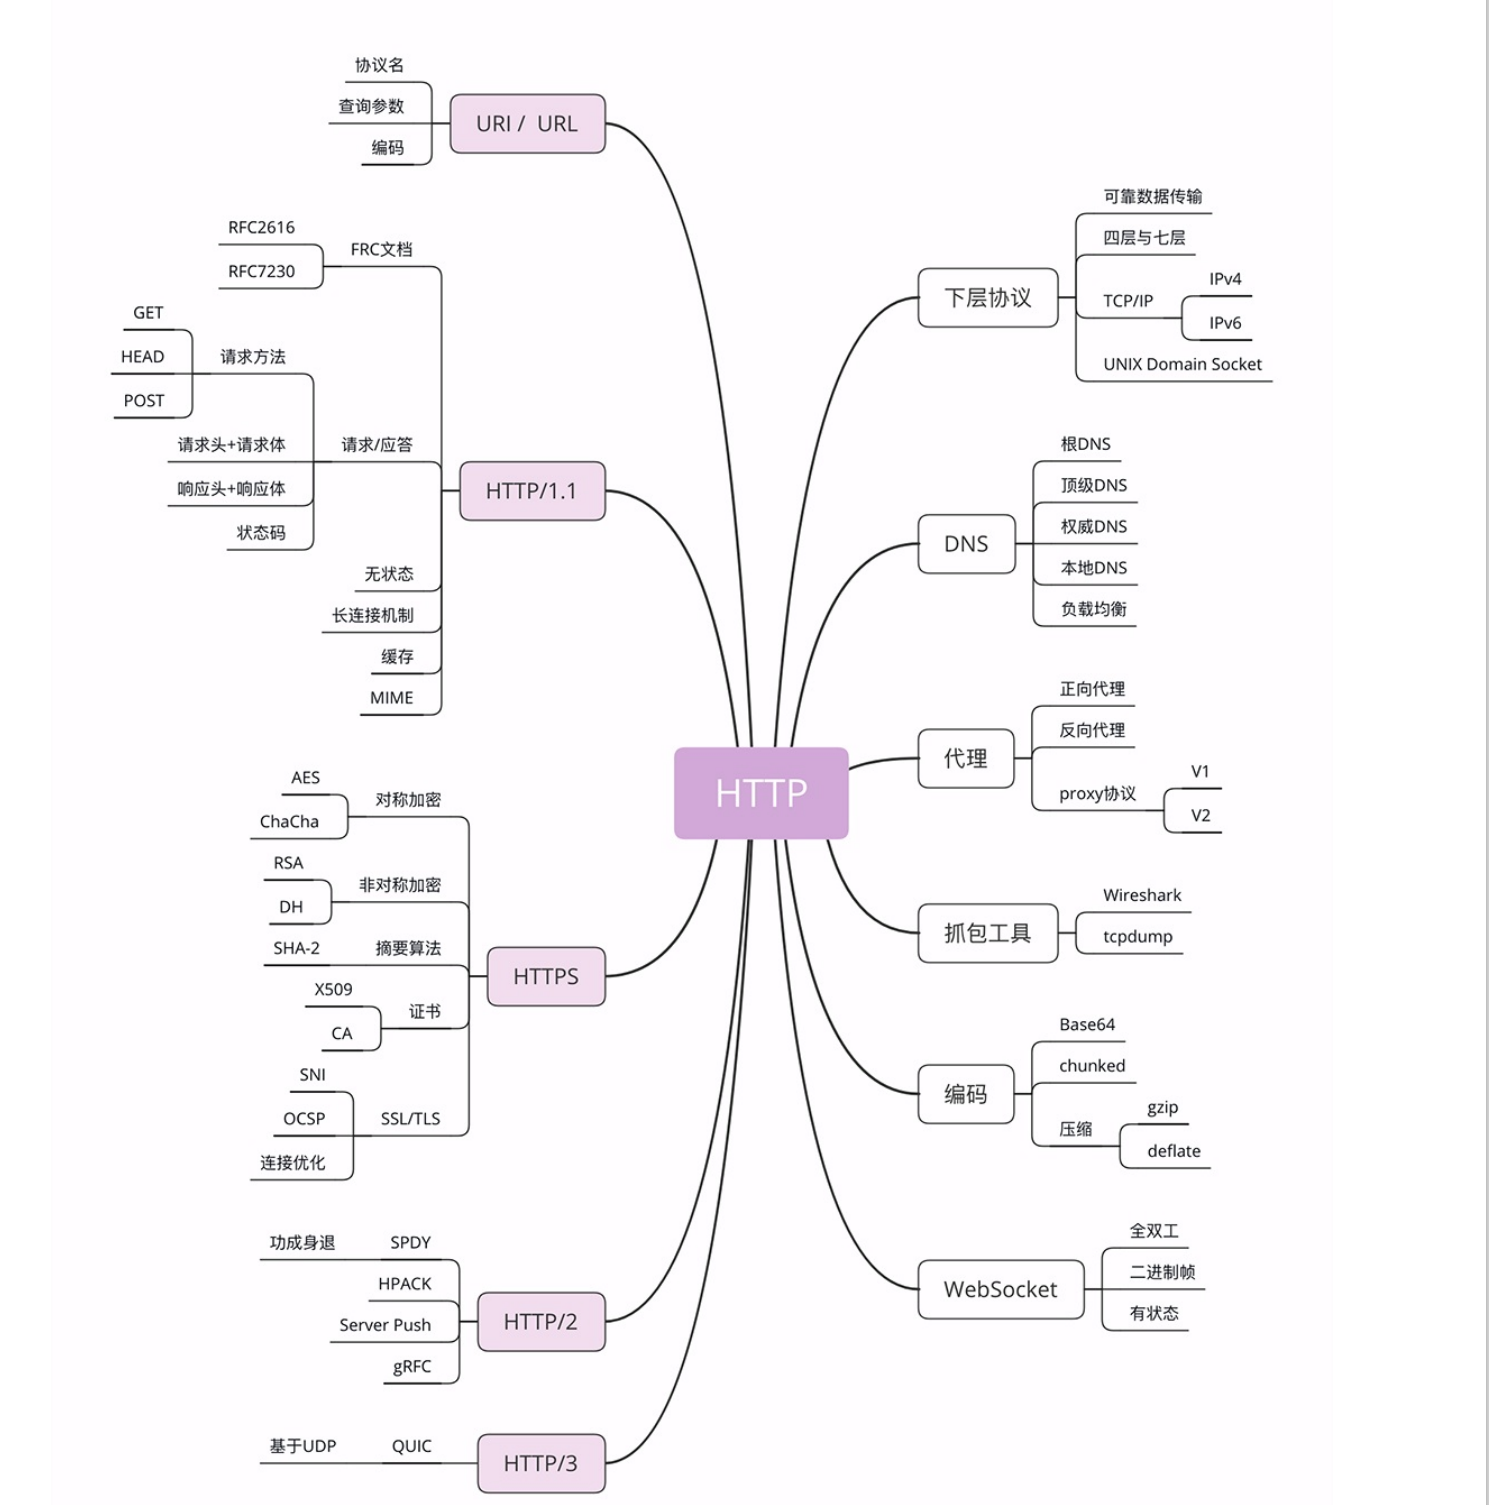 HTTP
URI / URL
协议名
查询参数
编码
HTTP/1.1
FRC文档
RFC2616
RFC7230
请求/应答
请求方法
GET
HEAD
POST
请求头+请求体
响应头+响应体
状态码
无状态
长连接机制
缓存
MIME
HTTPS
对称加密
AES
ChaCha
非对称加密
RSA
DH
摘要算法
SHA-2
证书
X509
CA
SSL/TLS
SNI
OCSP
连接优化
HTTP/2
SPDY
功成身退
HPACK
Server Push
gRFC
HTTP/3
QUIC
基于UDP
下层协议
可靠数据传输
四层与七层
TCP/IP
IPv4
IPv6
UNIX Domain Socket
DNS
根DNS
顶级DNS
权威DNS
本地DNS
负载均衡
代理
正向代理
反向代理
proxy协议
V1
V2
抓包工具
Wireshark
tcpdump
编码
Base64
chunked
压缩
gzip
deflate
WebSocket
全双工
二进制帧
有状态